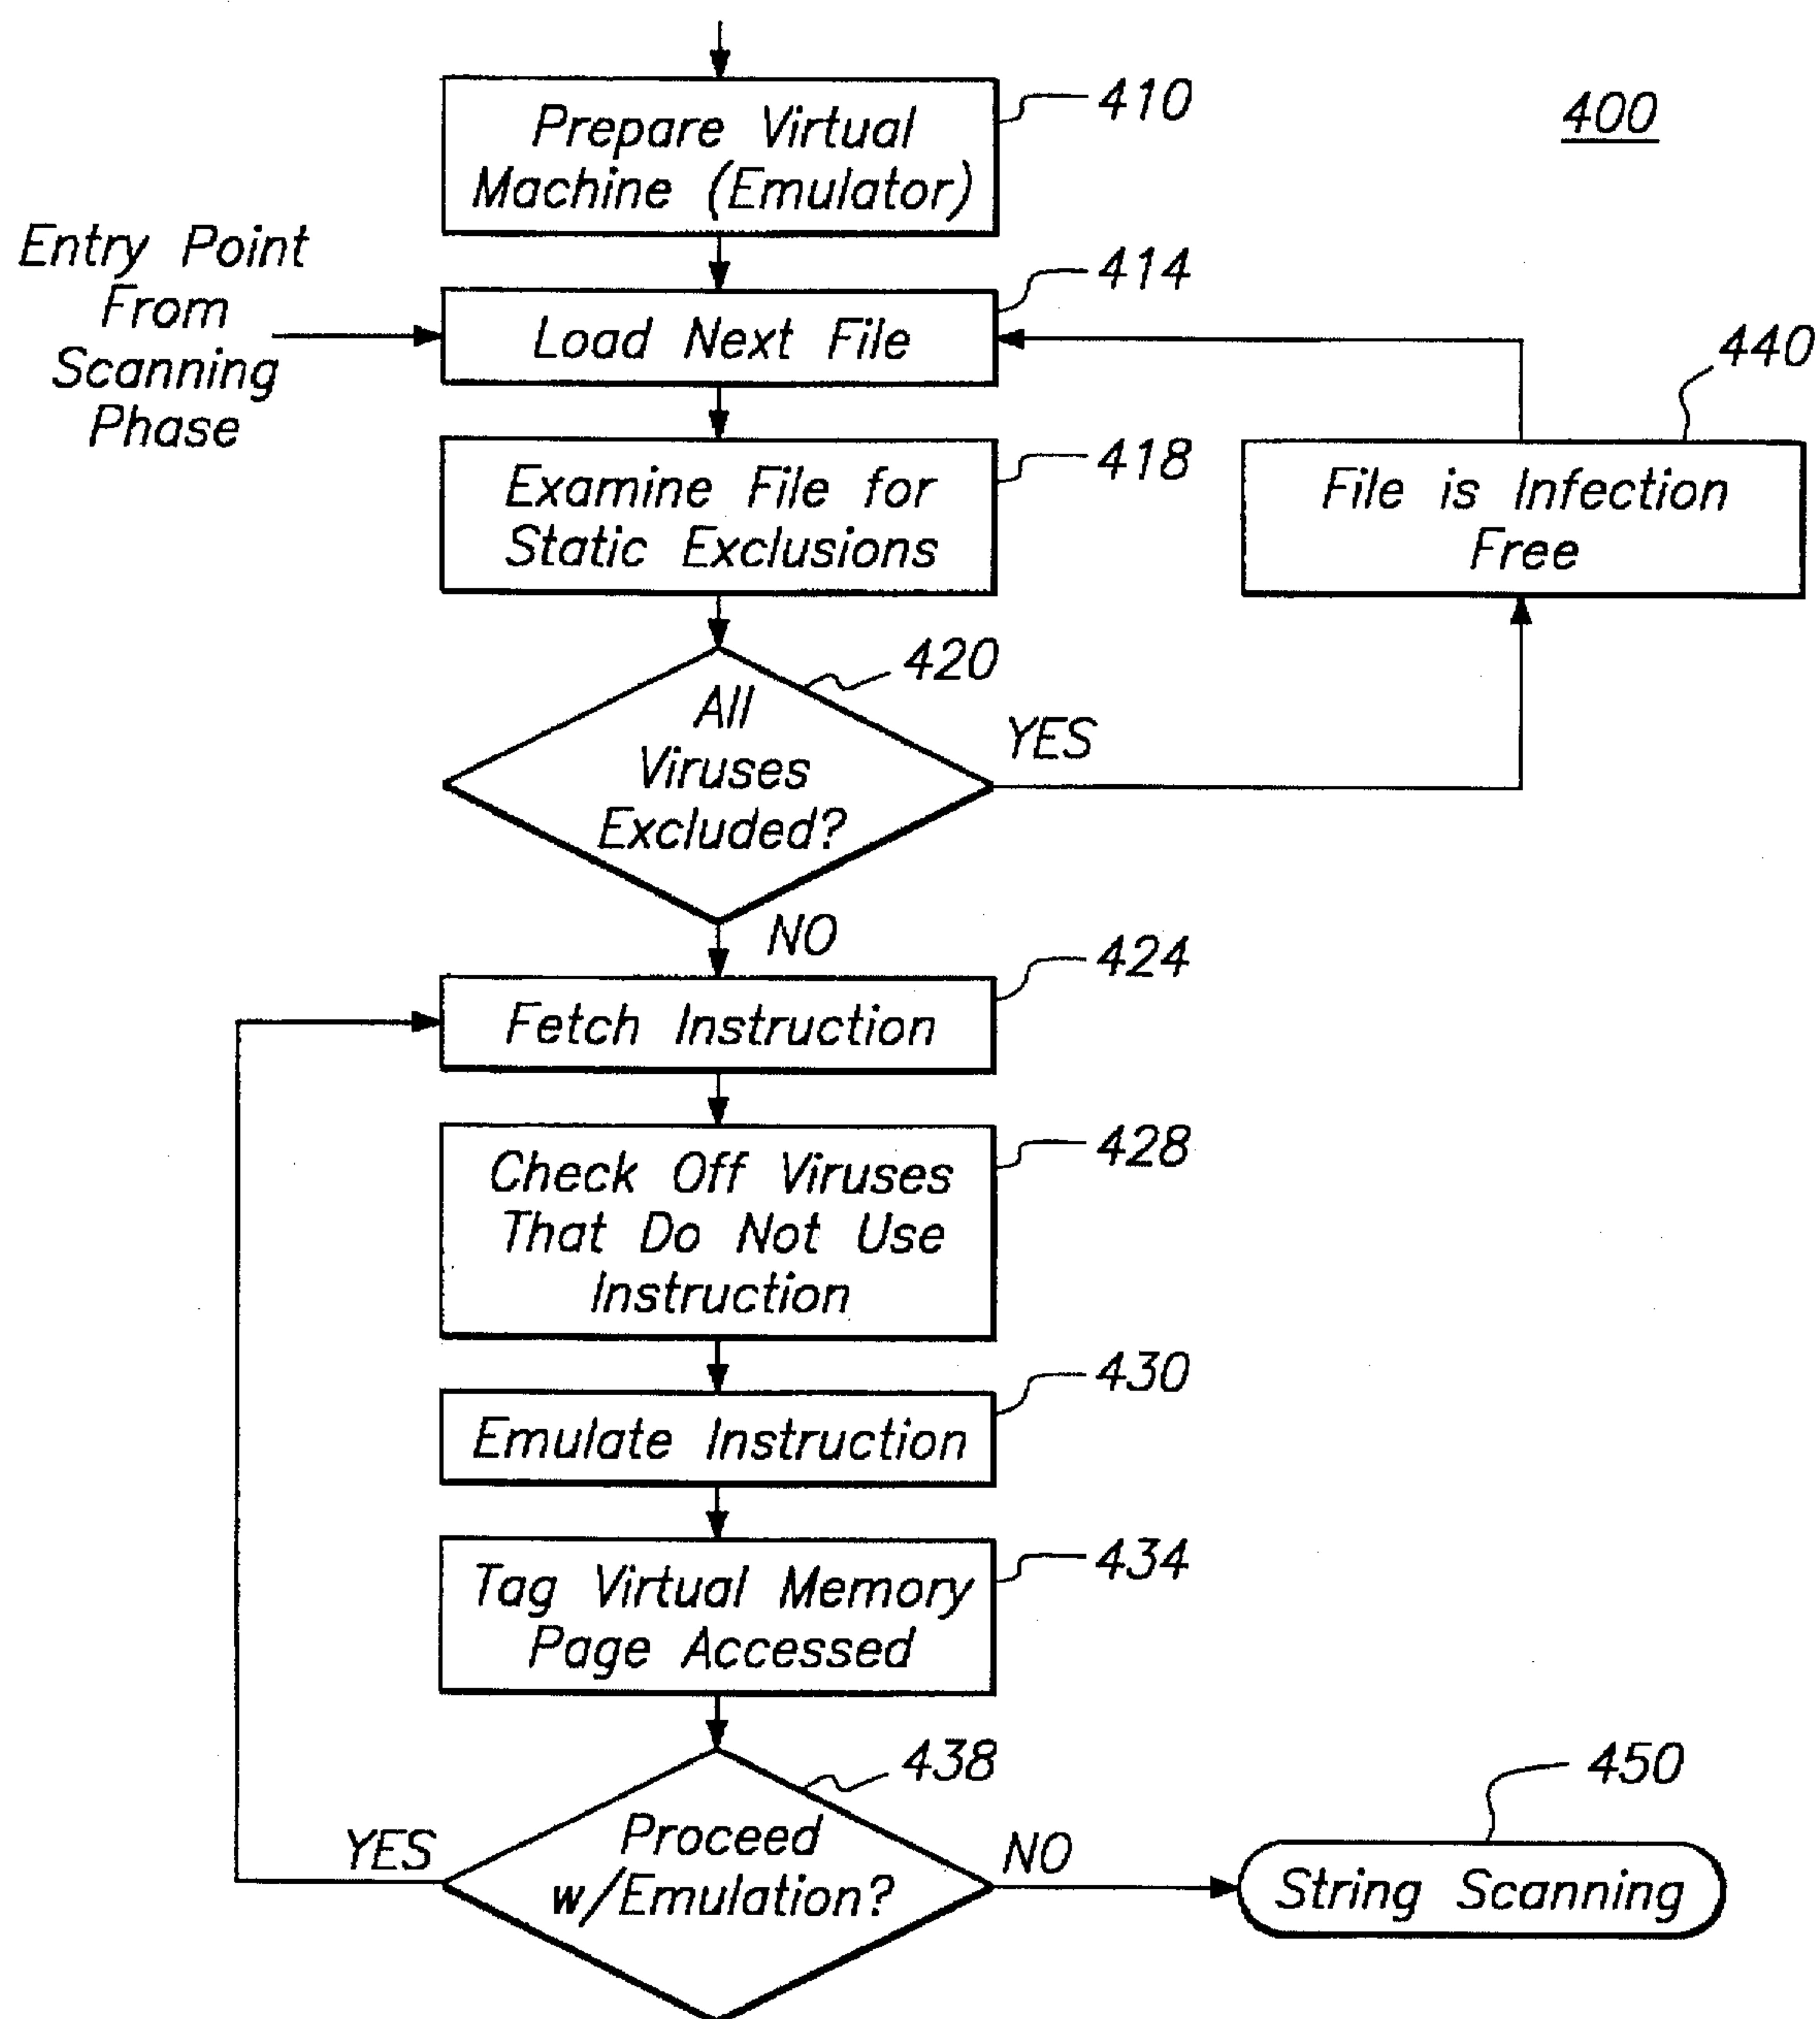 400
Prepare Virtual
Machine (Emulator)
410
Entry Point
From
Scanning
Phase
Load Next File
414
Examine File for
Static Exclusions
418
File is Infection
Free
440
All
Viruses
Excluded?
420
YES
NO
Fetch Instruction
424
Check Off Viruses
That Do Not Use
Instruction
428
Emulate Instruction
430
Tag Virtual Memory
Page Accessed
434
Proceed
w/Emulation?
438
YES
NO
String Scanning
450